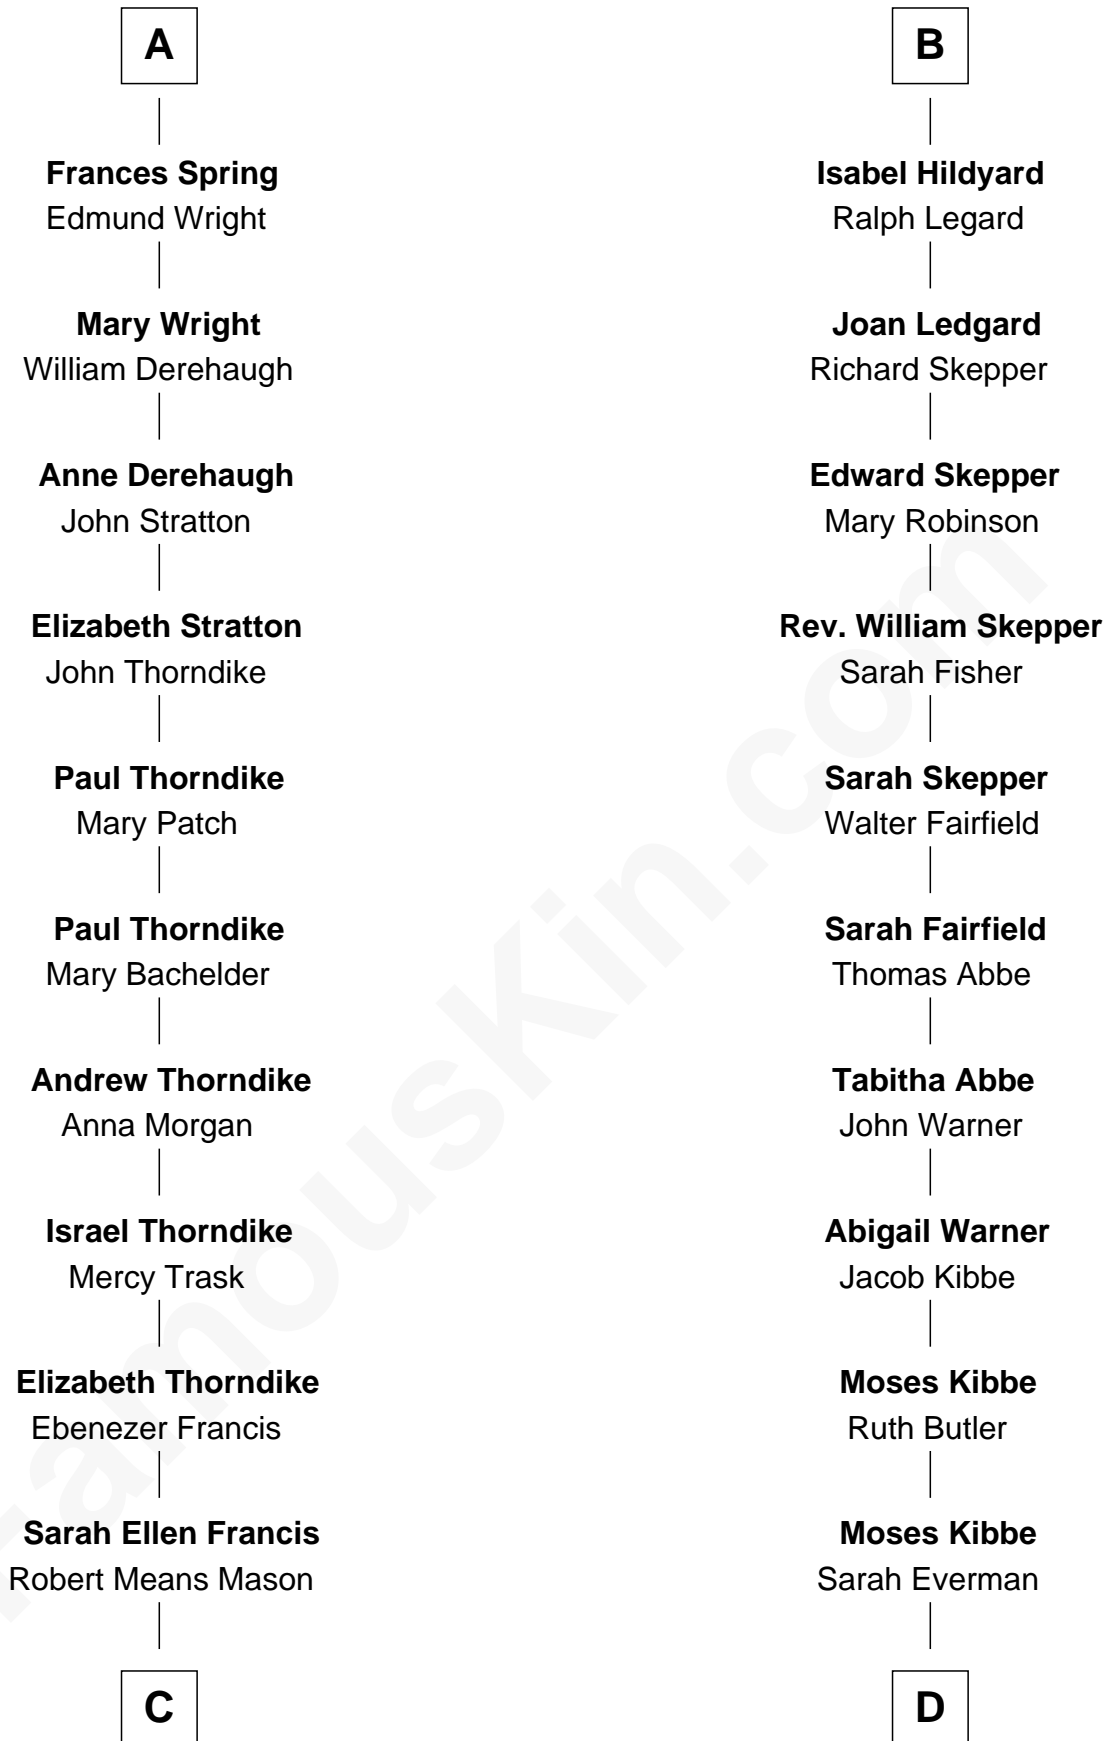 A
Frances Spring
Edmund Wright
Mary Wright
William Derehaugh
Anne Derehaugh
John Stratton
Elizabeth Stratton
John Thorndike
Paul Thorndike
Mary Patch
Paul Thorndike
Mary Bachelder
Andrew Thorndike
Anna Morgan
Israel Thorndike
Mercy Trask
Elizabeth Thorndike
Ebenezer Francis
Sarah Ellen Francis
Robert Means Mason
C
B
Isabel Hildyard
Ralph Legard
Joan Ledgard
Richard Skepper
Edward Skepper
Mary Robinson
Rev. William Skepper
Sarah Fisher
Sarah Skepper
Walter Fairfield
Sarah Fairfield
Thomas Abbe
Tabitha Abbe
John Warner
Abigail Warner
Jacob Kibbe
Moses Kibbe
Ruth Butler
Moses Kibbe
Sarah Everman
D
FamousKin.com